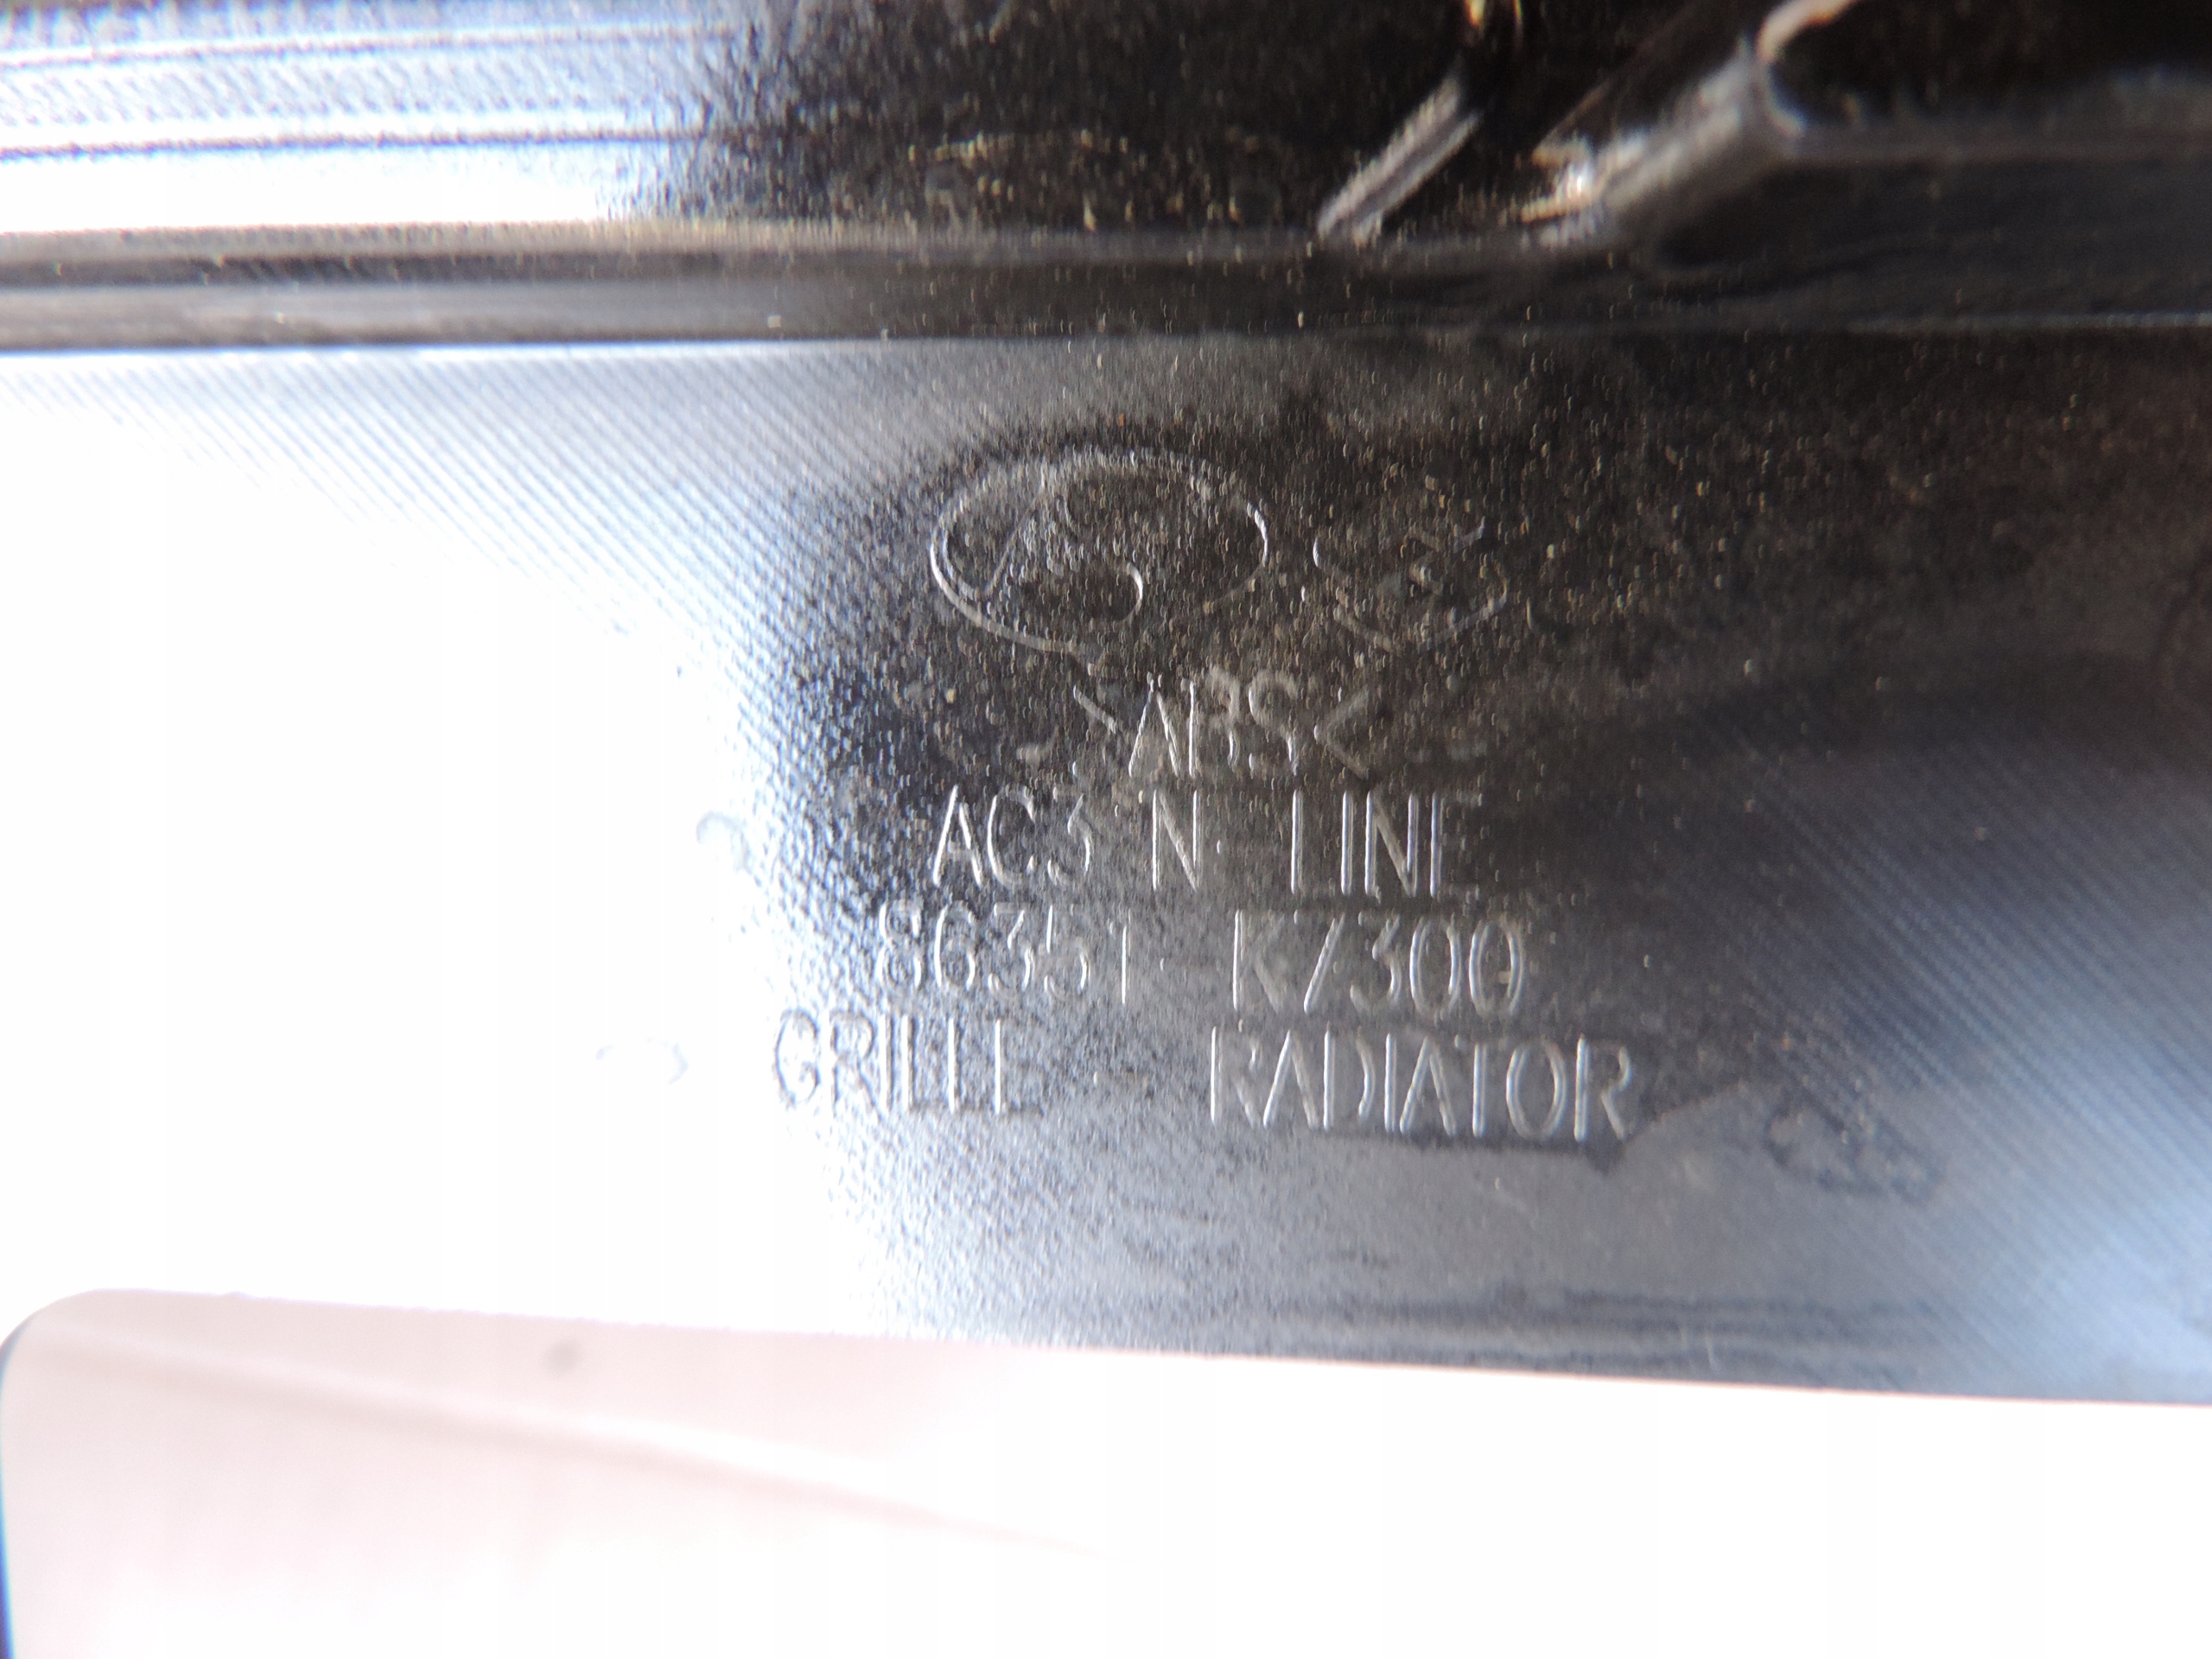 >ABS<
AC3 N LINE
86351-K7300
GRILLE - RADIATOR